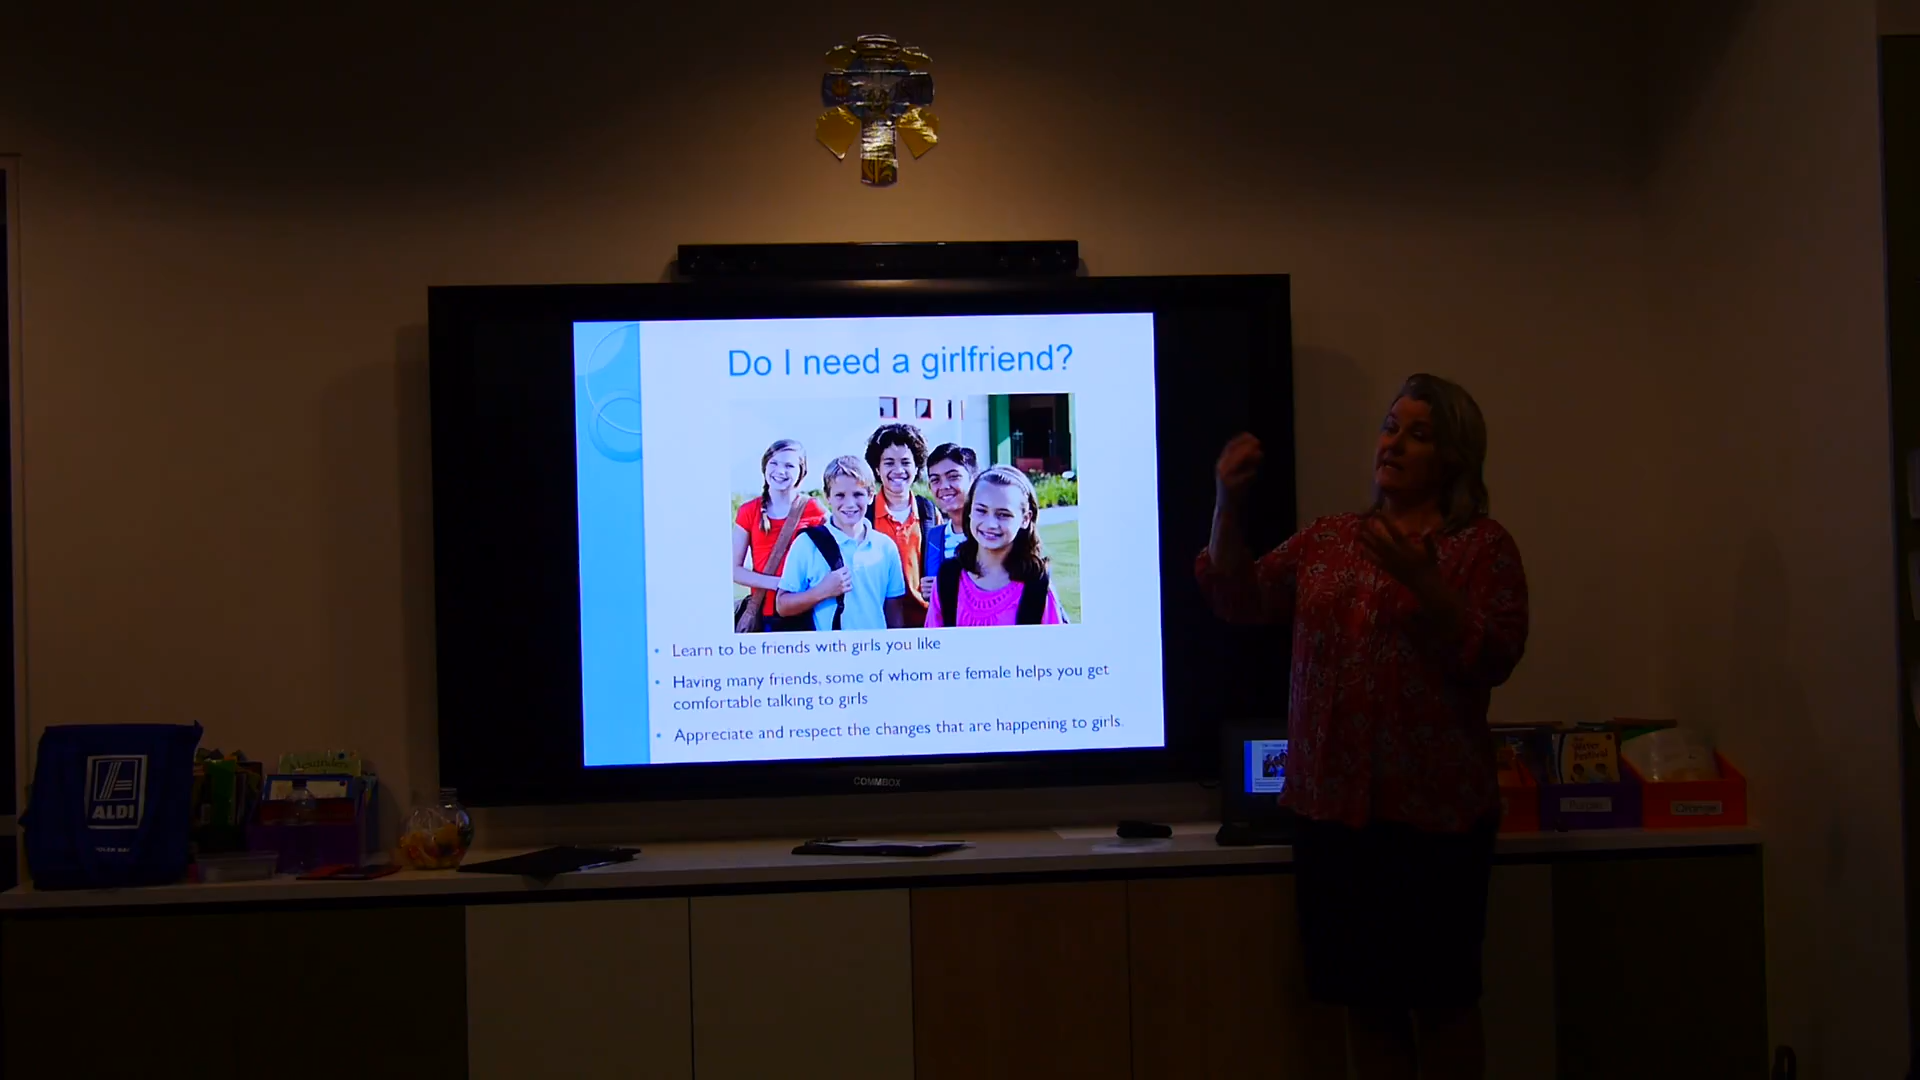 Do I need a girlfriend?
• Learn to be friends with girls you like
• Having many friends, some of whom are female helps you get
comfortable talking to girls
• Appreciate and respect the changes that are happening to girls.
COMMBOX
ALDI
Purple
Orange